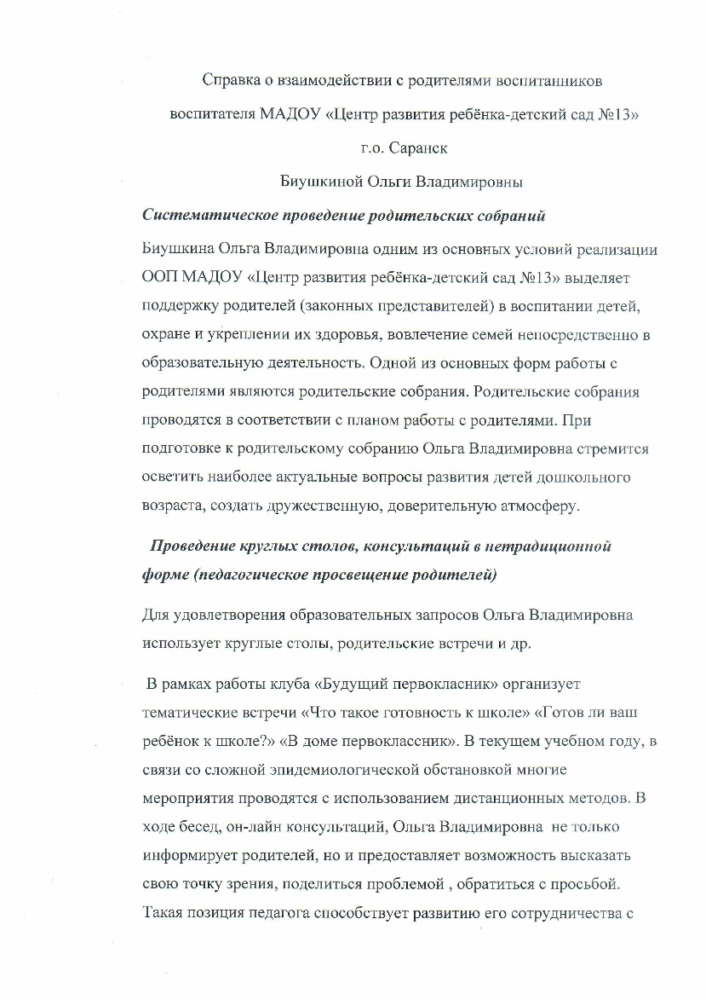 Справка о взаимодействии с родителями воспитанников
воспитателя МАДОУ «Центр развития ребёнка-детский сад №13»
г.о. Саранск
Биушкиной Ольги Владимировны
Систематическое проведение родительских собраний
Биушкина Ольга Владимировна одним из основных условий реализации
ООП МАДОУ «Центр развития ребёнка-детский сад №13» выделяет
поддержку родителей (законных представителей) в воспитании детей,
охране и укреплении их здоровья, вовлечение семей непосредственно в
образовательную деятельность. Одной из основных форм работы с
родителями являются родительские собрания. Родительские собрания
проводятся в соответствии с планом работы с родителями. При
подготовке к родительскому собранию Ольга Владимировна стремится
осветить наиболее актуальные вопросы развития детей дошкольного
возраста, создать дружественную, доверительную атмосферу.
Проведение круглых столов, консультаций в нетрадиционной
форме (педагогическое просвещение родителей)
Для удовлетворения образовательных запросов Ольга Владимировна
использует круглые столы, родительские встречи и др.
В рамках работы клуба «Будущий первокласник» организует
тематические встречи «Что такое готовность к школе» «Готов ли ваш
ребёнок к школе?» «В доме первоклассник». В текущем учебном году, в
связи со сложной эпидемиологической обстановкой многие
мероприятия проводятся с использованием дистанционных методов. В
ходе бесед, он-лайн консультаций, Ольга Владимировна не только
информирует родителей, но и предоставляет возможность высказать
свою точку зрения, поделиться проблемой , обратиться с просьбой.
Такая позиция педагога способствует развитию его сотрудничества с